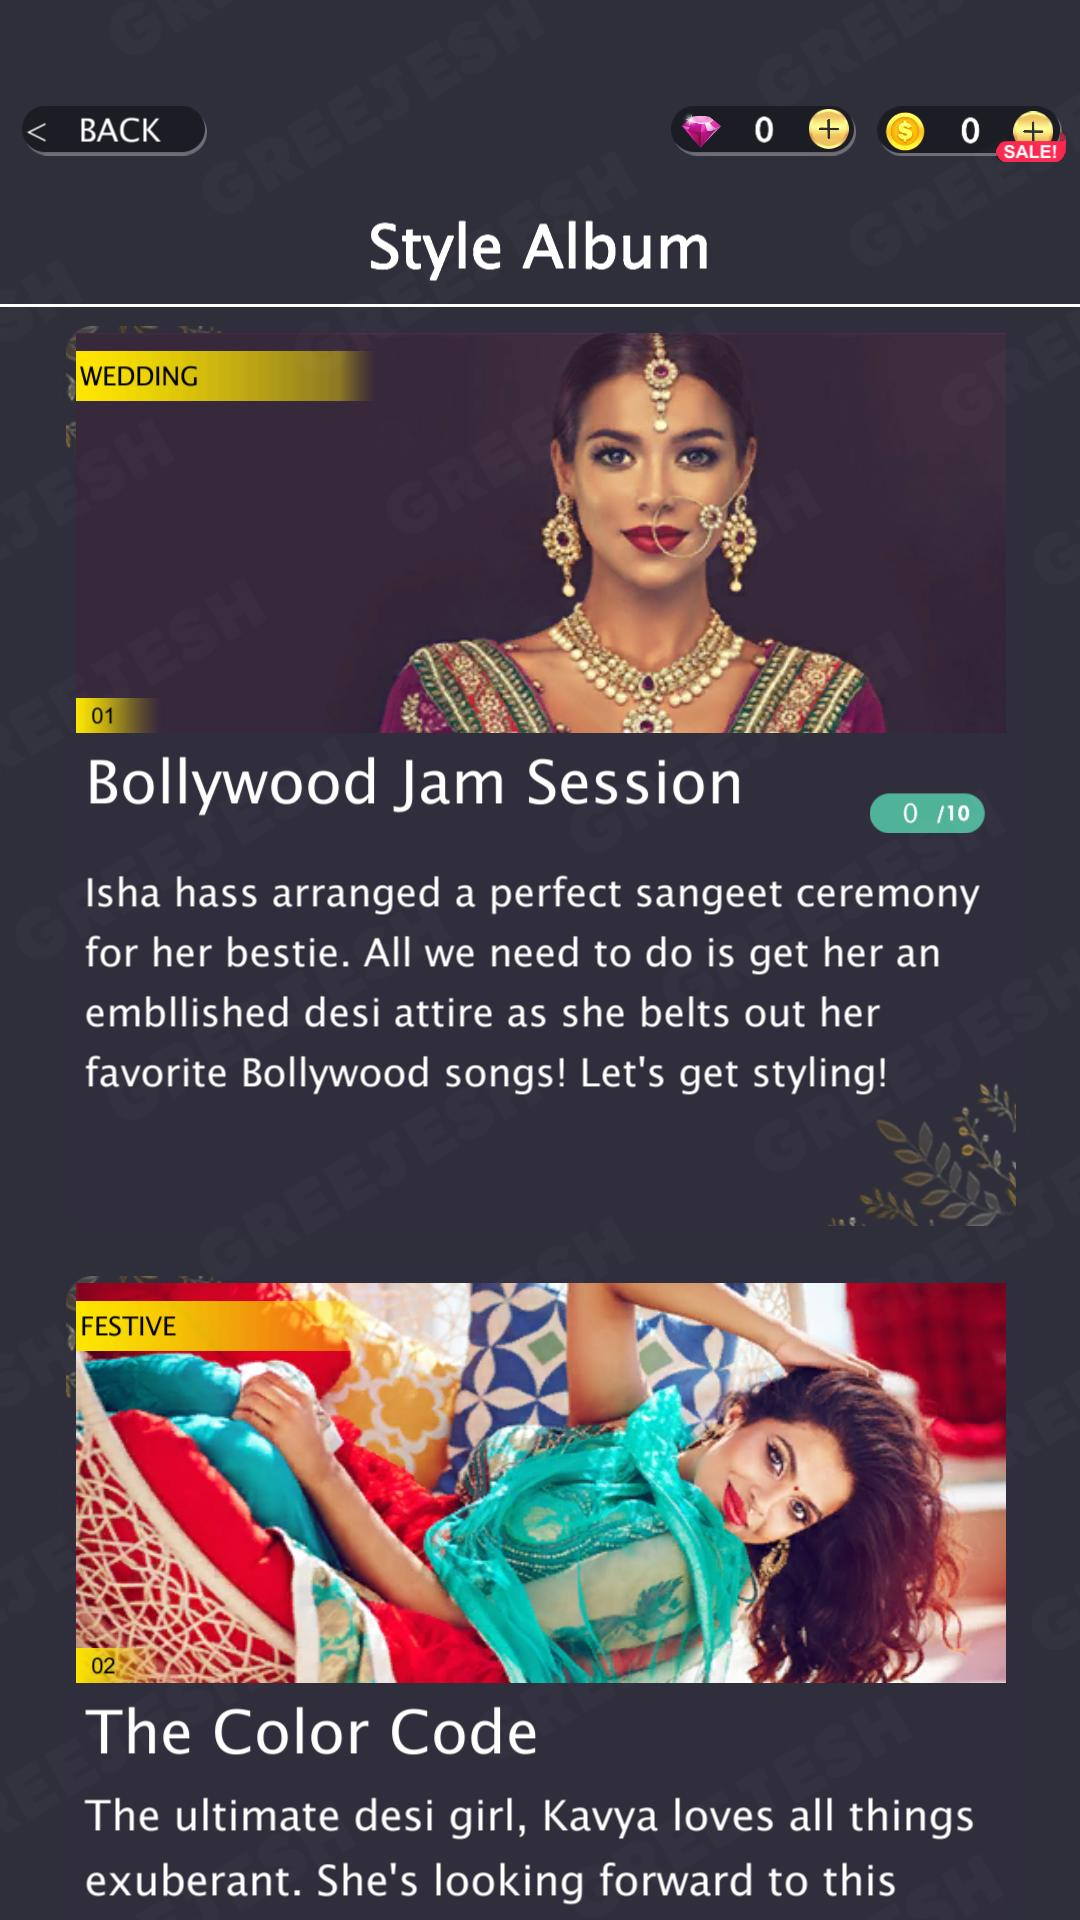 < BACK
0 +
0 +
SALE!
Style Album
WEDDING
01
Bollywood Jam Session
0 /10
Isha hass arranged a perfect sangeet ceremony
for her bestie. All we need to do is get her an
embllished desi attire as she belts out her
favorite Bollywood songs! Let's get styling!
FESTIVE
02
The Color Code
The ultimate desi girl, Kavya loves all things
exuberant. She's looking forward to this
GREEJESH